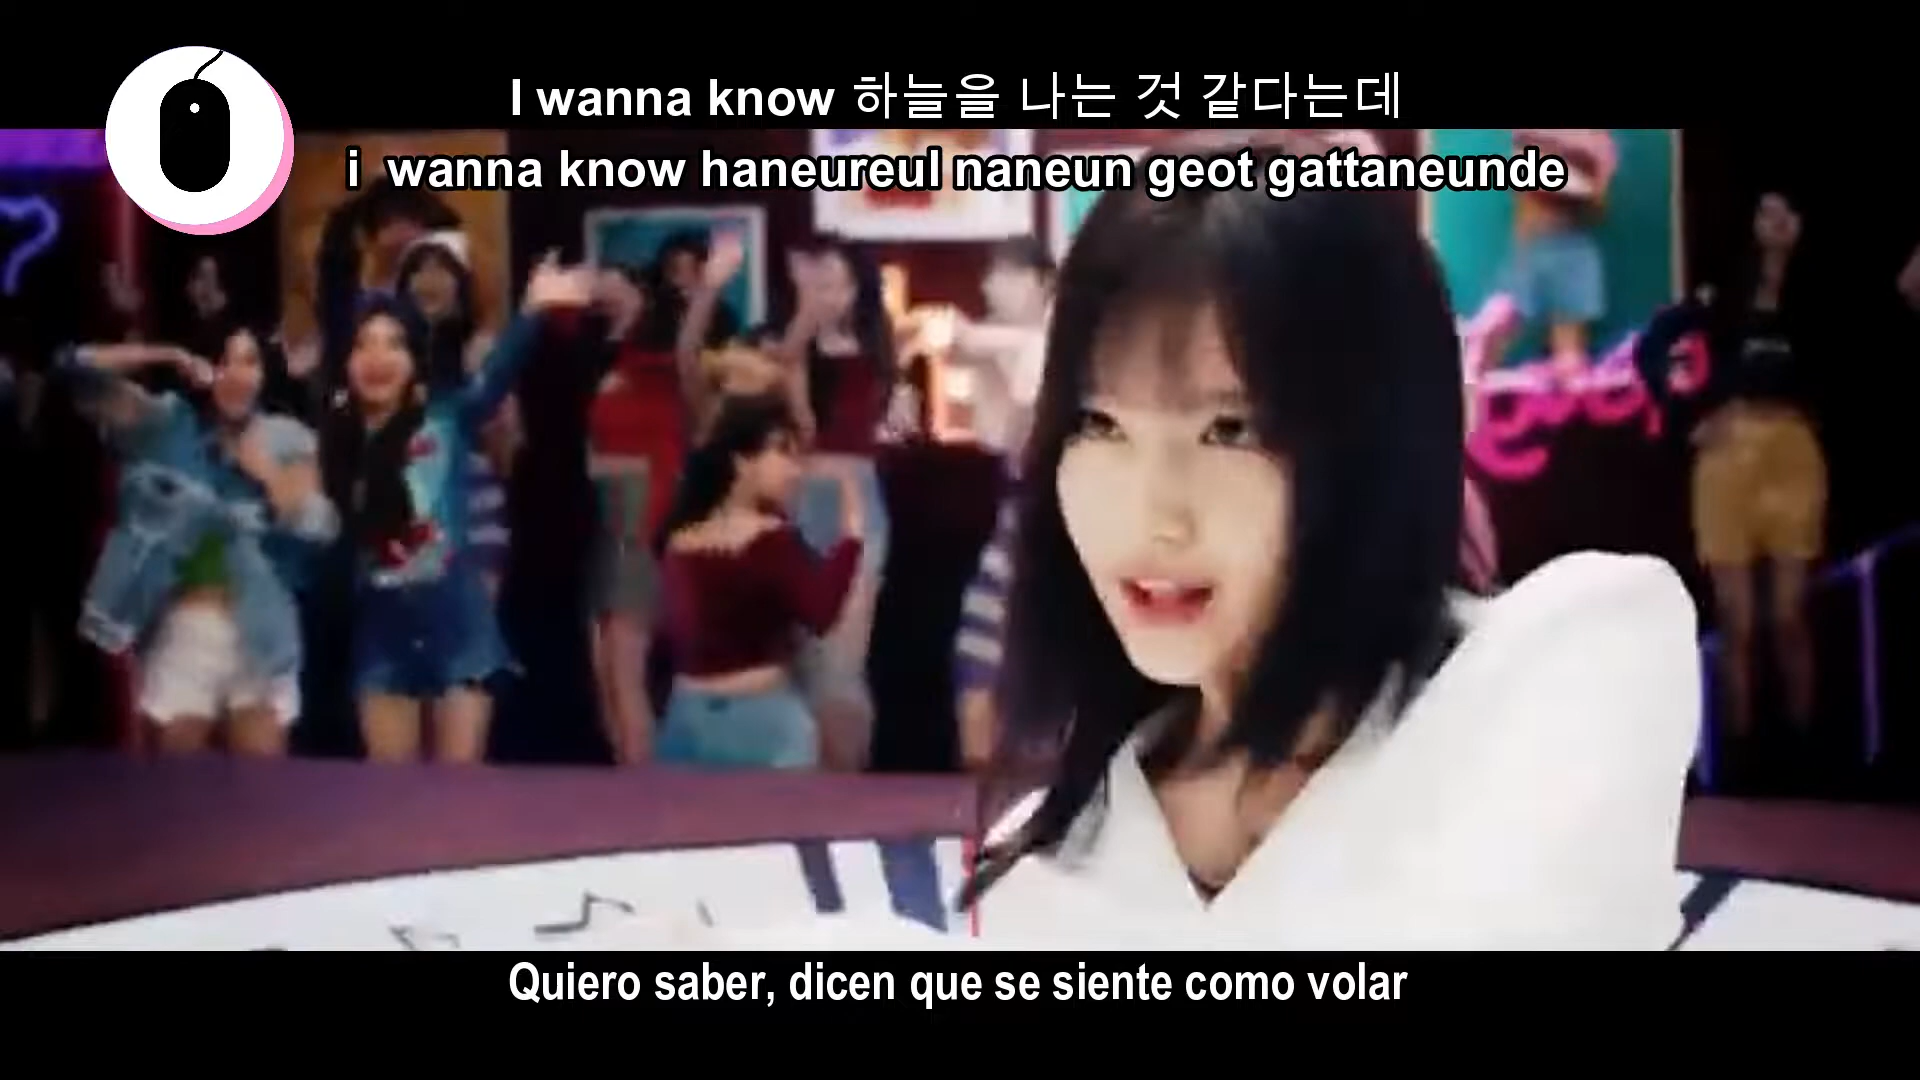 I wanna know 하늘을 나는 것 같다는데
i wanna know haneureul naneun geot gattaneunde
Quiero saber, dicen que se siente como volar